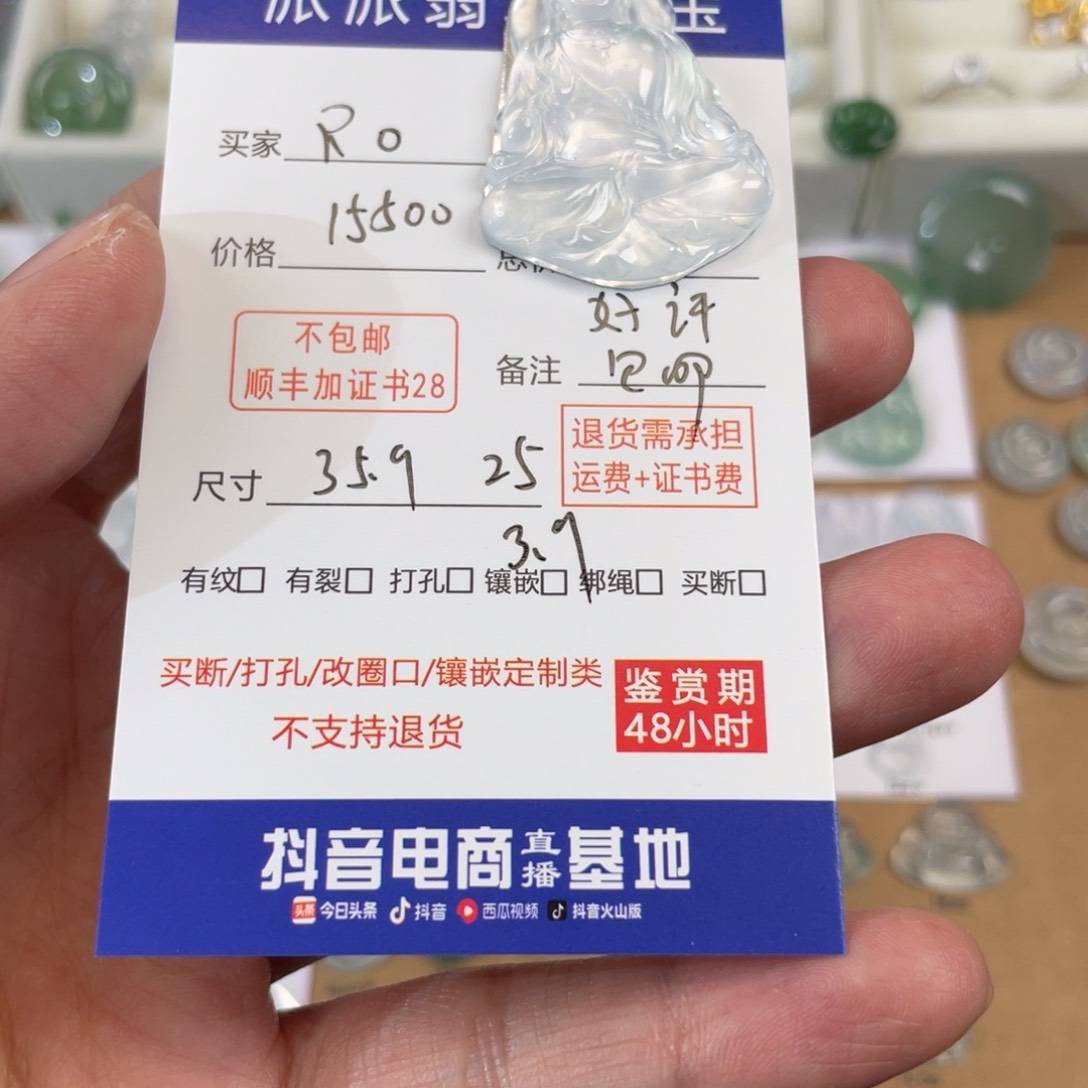 派派翡
买家 R0
价格 15500
不包邮
顺丰加证书28
好评
备注 包邮
尺寸 35.9 25
3.9
退货需承担
运费+证书费
有纹□ 有裂□ 打孔□ 镶嵌□ 绑绳□ 买断□
买断/打孔/改圈口/镶嵌定制类
不支持退货
鉴赏期
48小时
抖音电商直播基地
头条 今日头条 抖音 西瓜视频 抖音火山版